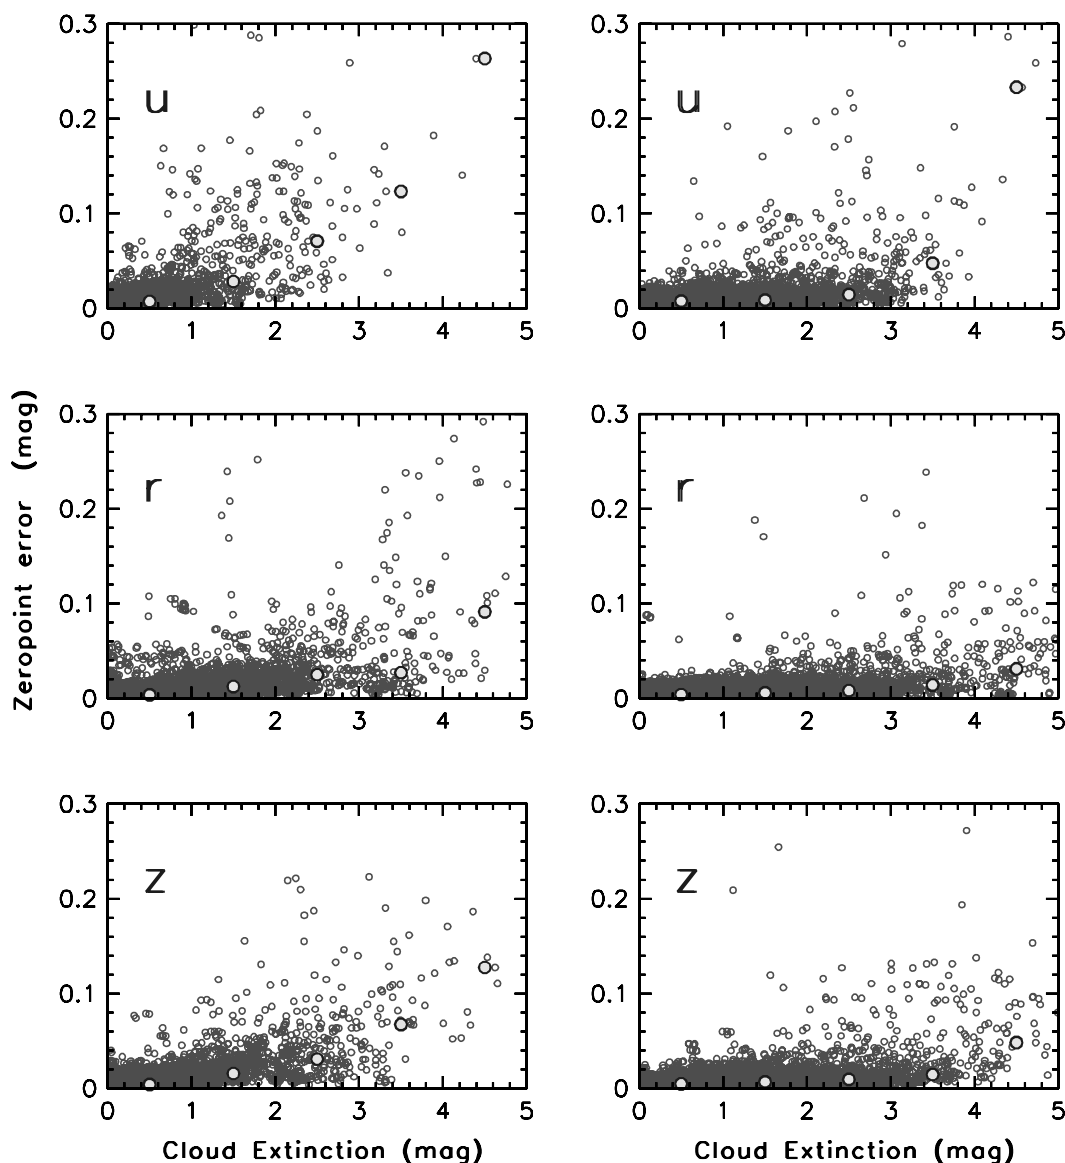 0.3 0.3
0.2 u 0.2 u
0.1 0.1
0 0
0 1 2 3 4 5 0 1 2 3 4 5
0.3 0.3
0.2 r 0.2 r
0.1 0.1
0 0
0 1 2 3 4 5 0 1 2 3 4 5
Zeropoint error (mag)
0.3 0.3
z z
0.2 0.2
0.1 0.1
0 0
0 1 2 3 4 5 0 1 2 3 4 5
Cloud Extinction (mag) Cloud Extinction (mag)